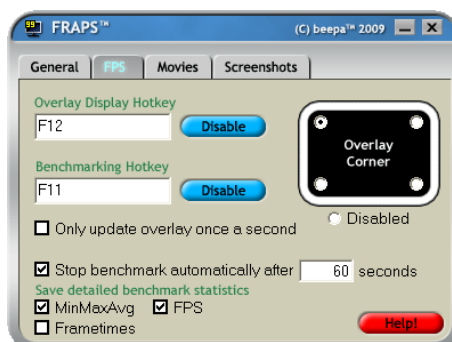 99 FRAPS™ (C) beepa™ 2009
General FPS Movies Screenshots
Overlay Display Hotkey
F12 Disable
Overlay
Corner
Benchmarking Hotkey
F11 Disable
Disabled
Only update overlay once a second
Stop benchmark automatically after 60 seconds
Save detailed benchmark statistics
MinMaxAvg FPS
Frametimes
Help!